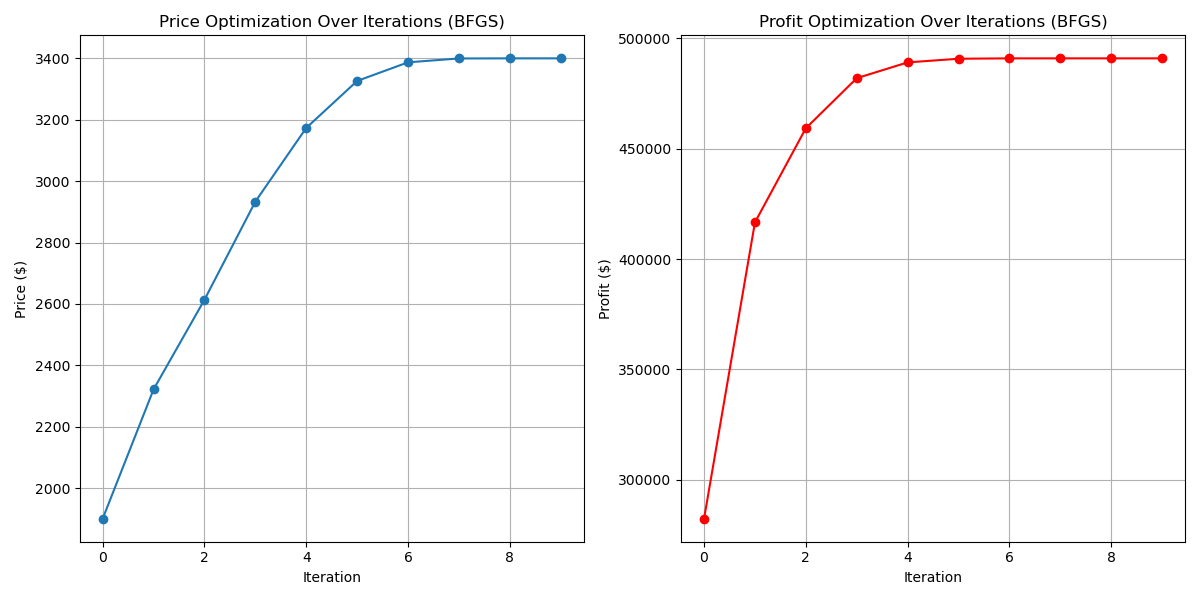 Price Optimization Over Iterations (BFGS)
3400
3200
3000
2800
2600
2400
2200
2000
Price ($)
0 2 4 6 8
Iteration
Profit Optimization Over Iterations (BFGS)
500000
450000
400000
350000
300000
Profit ($)
0 2 4 6 8
Iteration